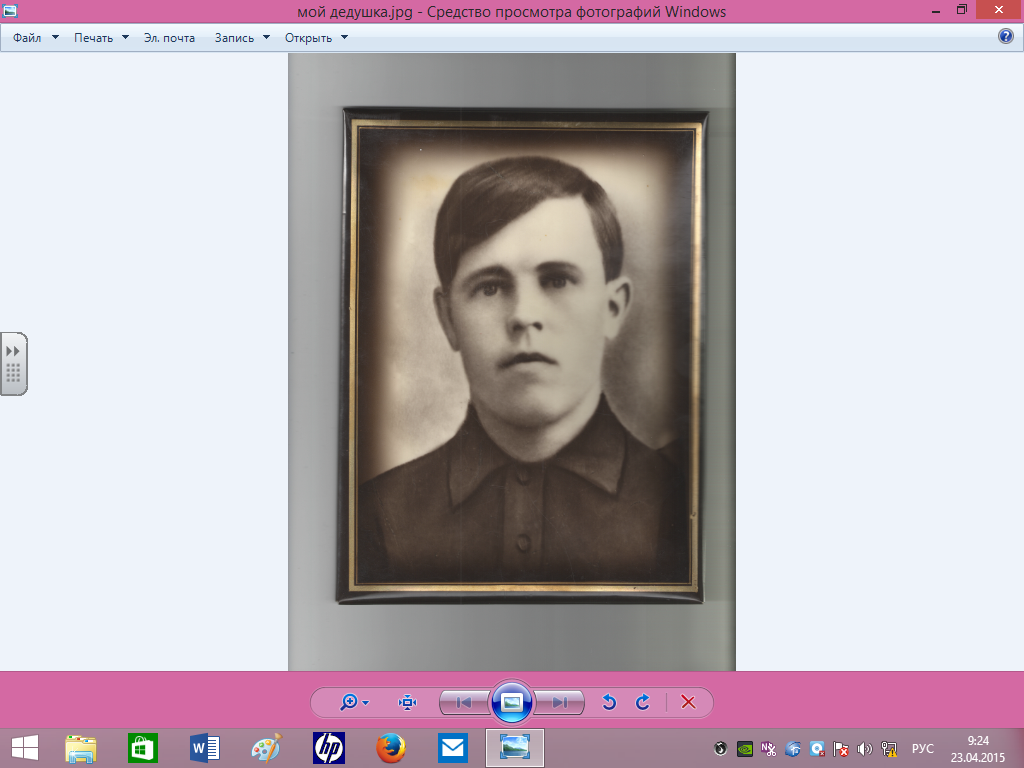 мой дедушка.jpg - Средство просмотра фотографий Windows
Файл Печать Эл. почта Запись Открыть
?
W
hp
N
РУС
9:24
23.04.2015